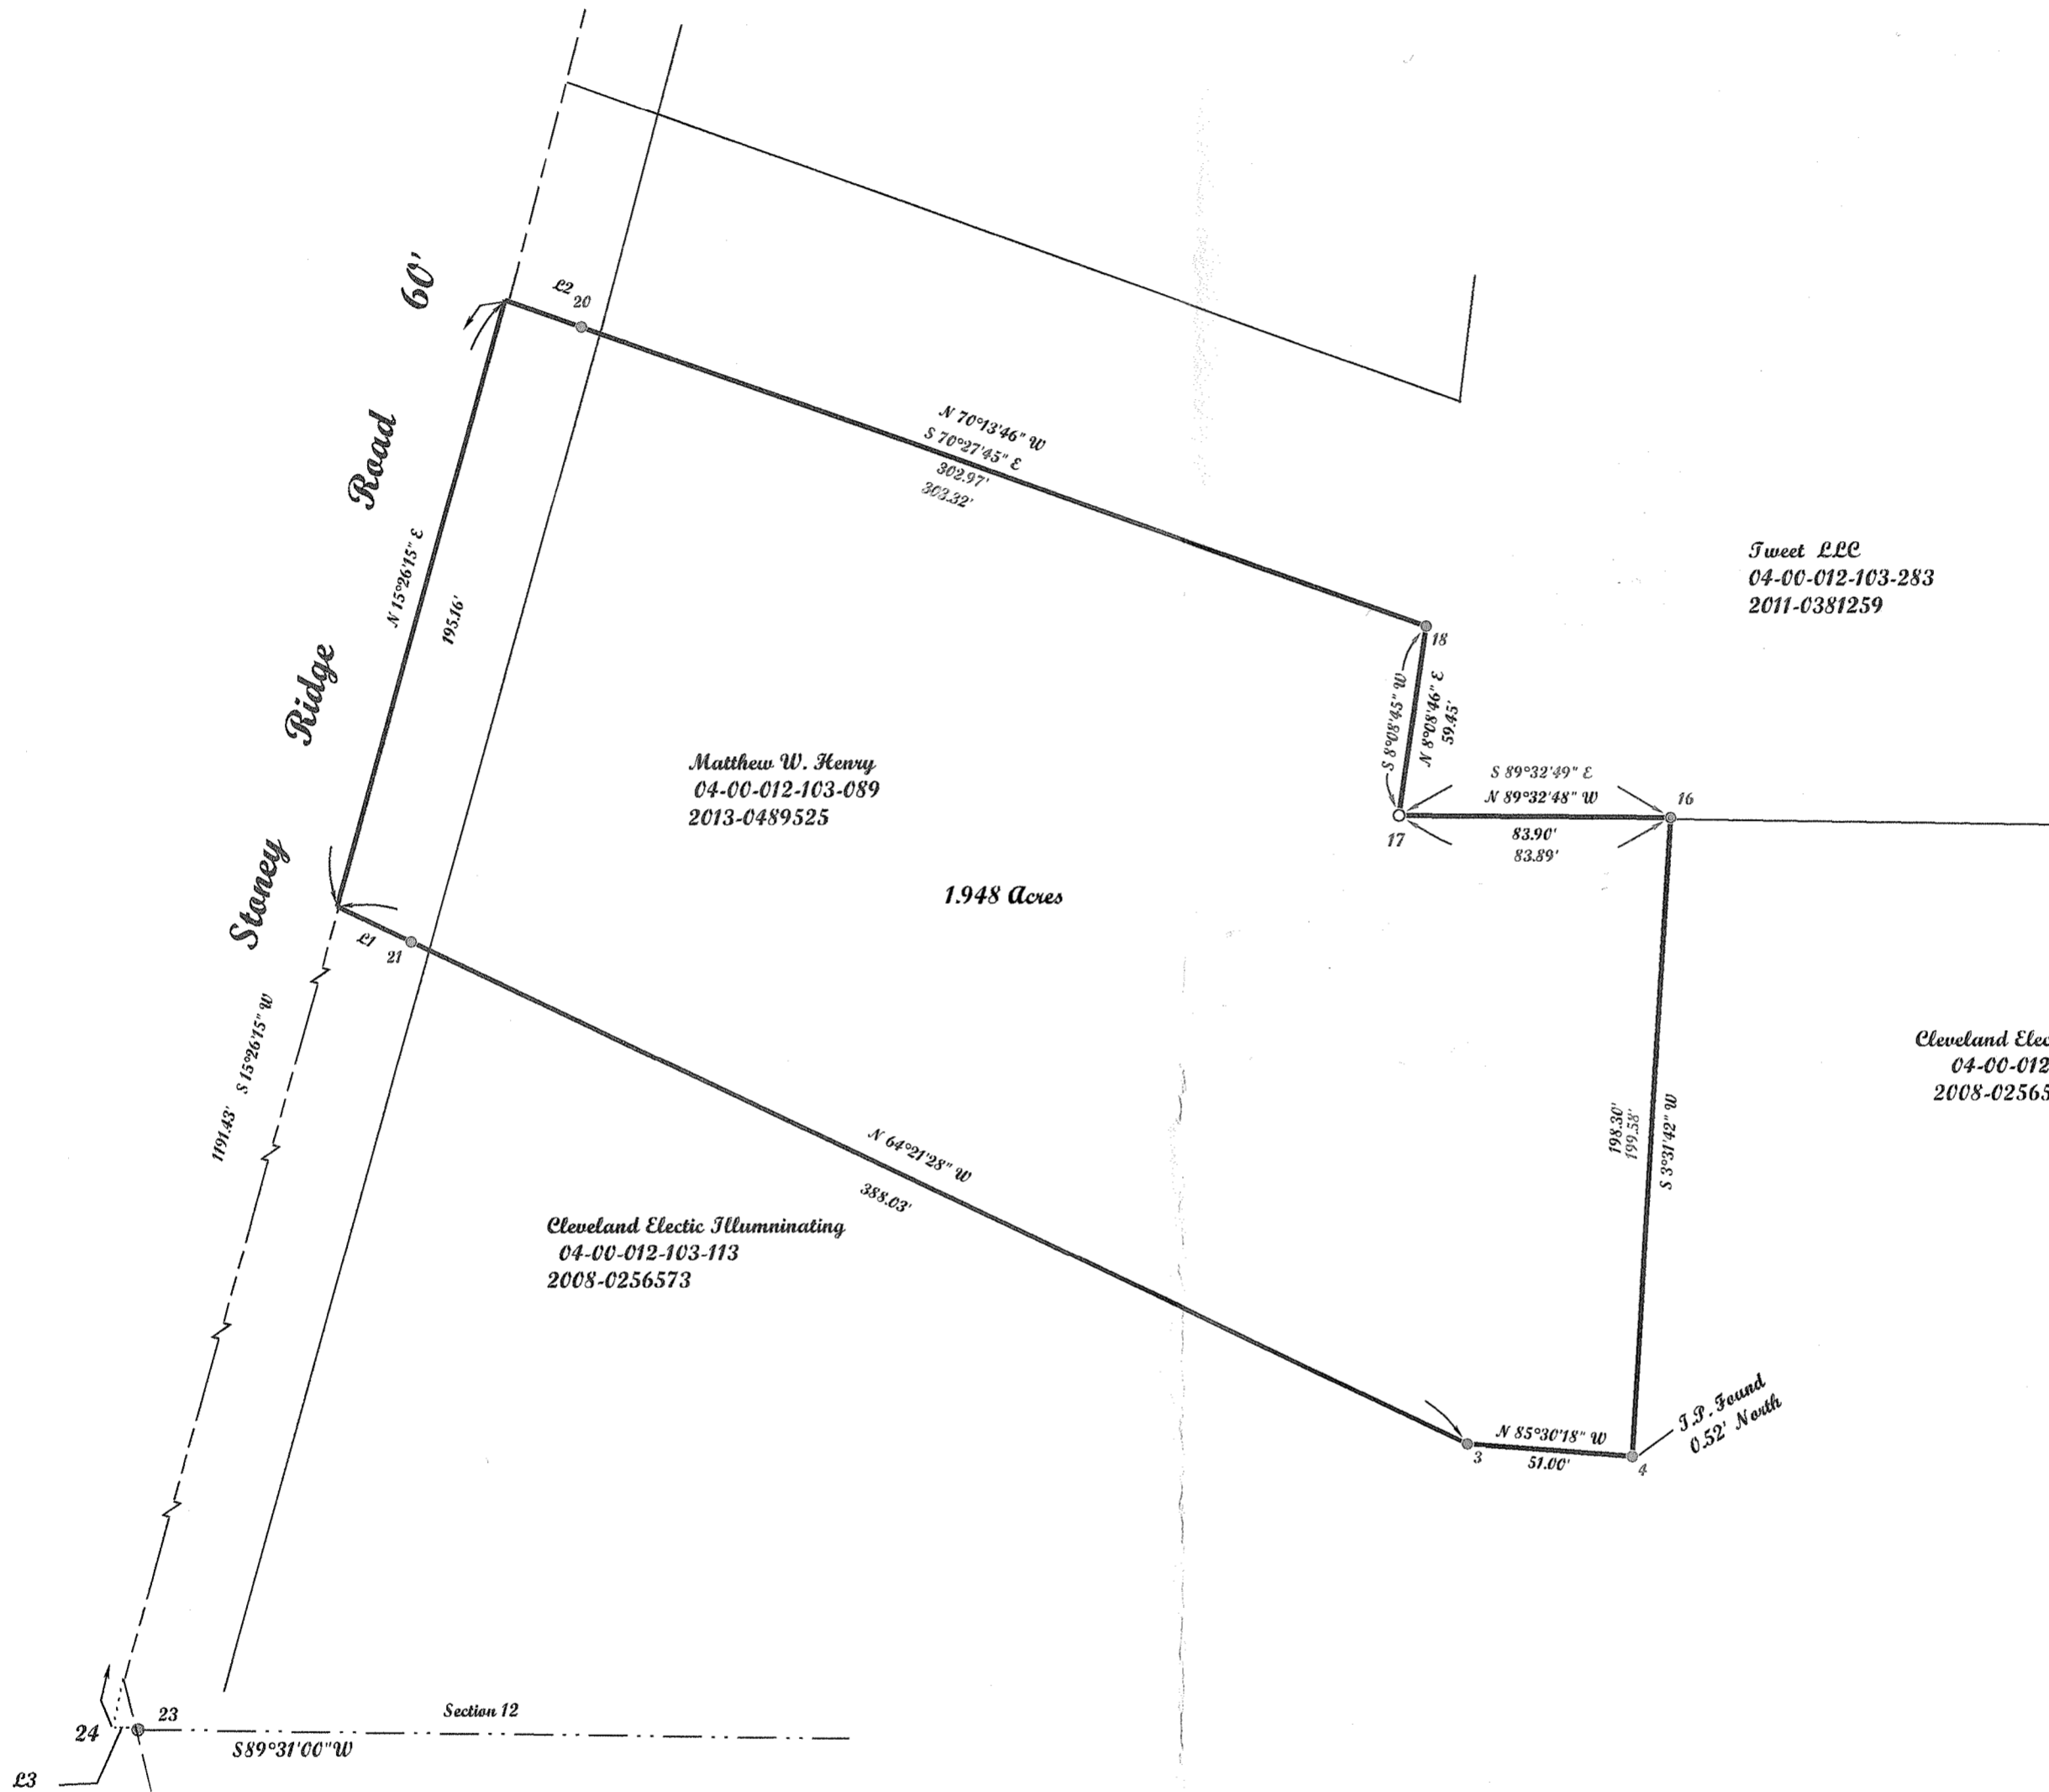 60'
Road
Ridge
Stoney
L2
20
N 70°13'46" W
S 70°27'45" E
302.97'
303.32'
N 15°26'15" E
195.16'
Tweet LLC
04-00-012-103-283
2011-0381259
18
S 8°08'45" W
N 8°08'46" E
59.45'
S 89°32'49" E
N 89°32'48" W
16
17
83.90'
83.89'
Matthew W. Henry
04-00-012-103-089
2013-0489525
1.948 Acres
L1
21
1191.43' S 15°26'15" W
Cleveland Elec
04-00-012
2008-02565
198.30'
199.58'
S 3°31'42" W
N 64°21'28" W
388.03'
Cleveland Electic Illumninating
04-00-012-103-113
2008-0256573
I.P. Found
0.52' North
N 85°30'18" W
3
51.00'
4
23
Section 12
24
S89°31'00"W
L3